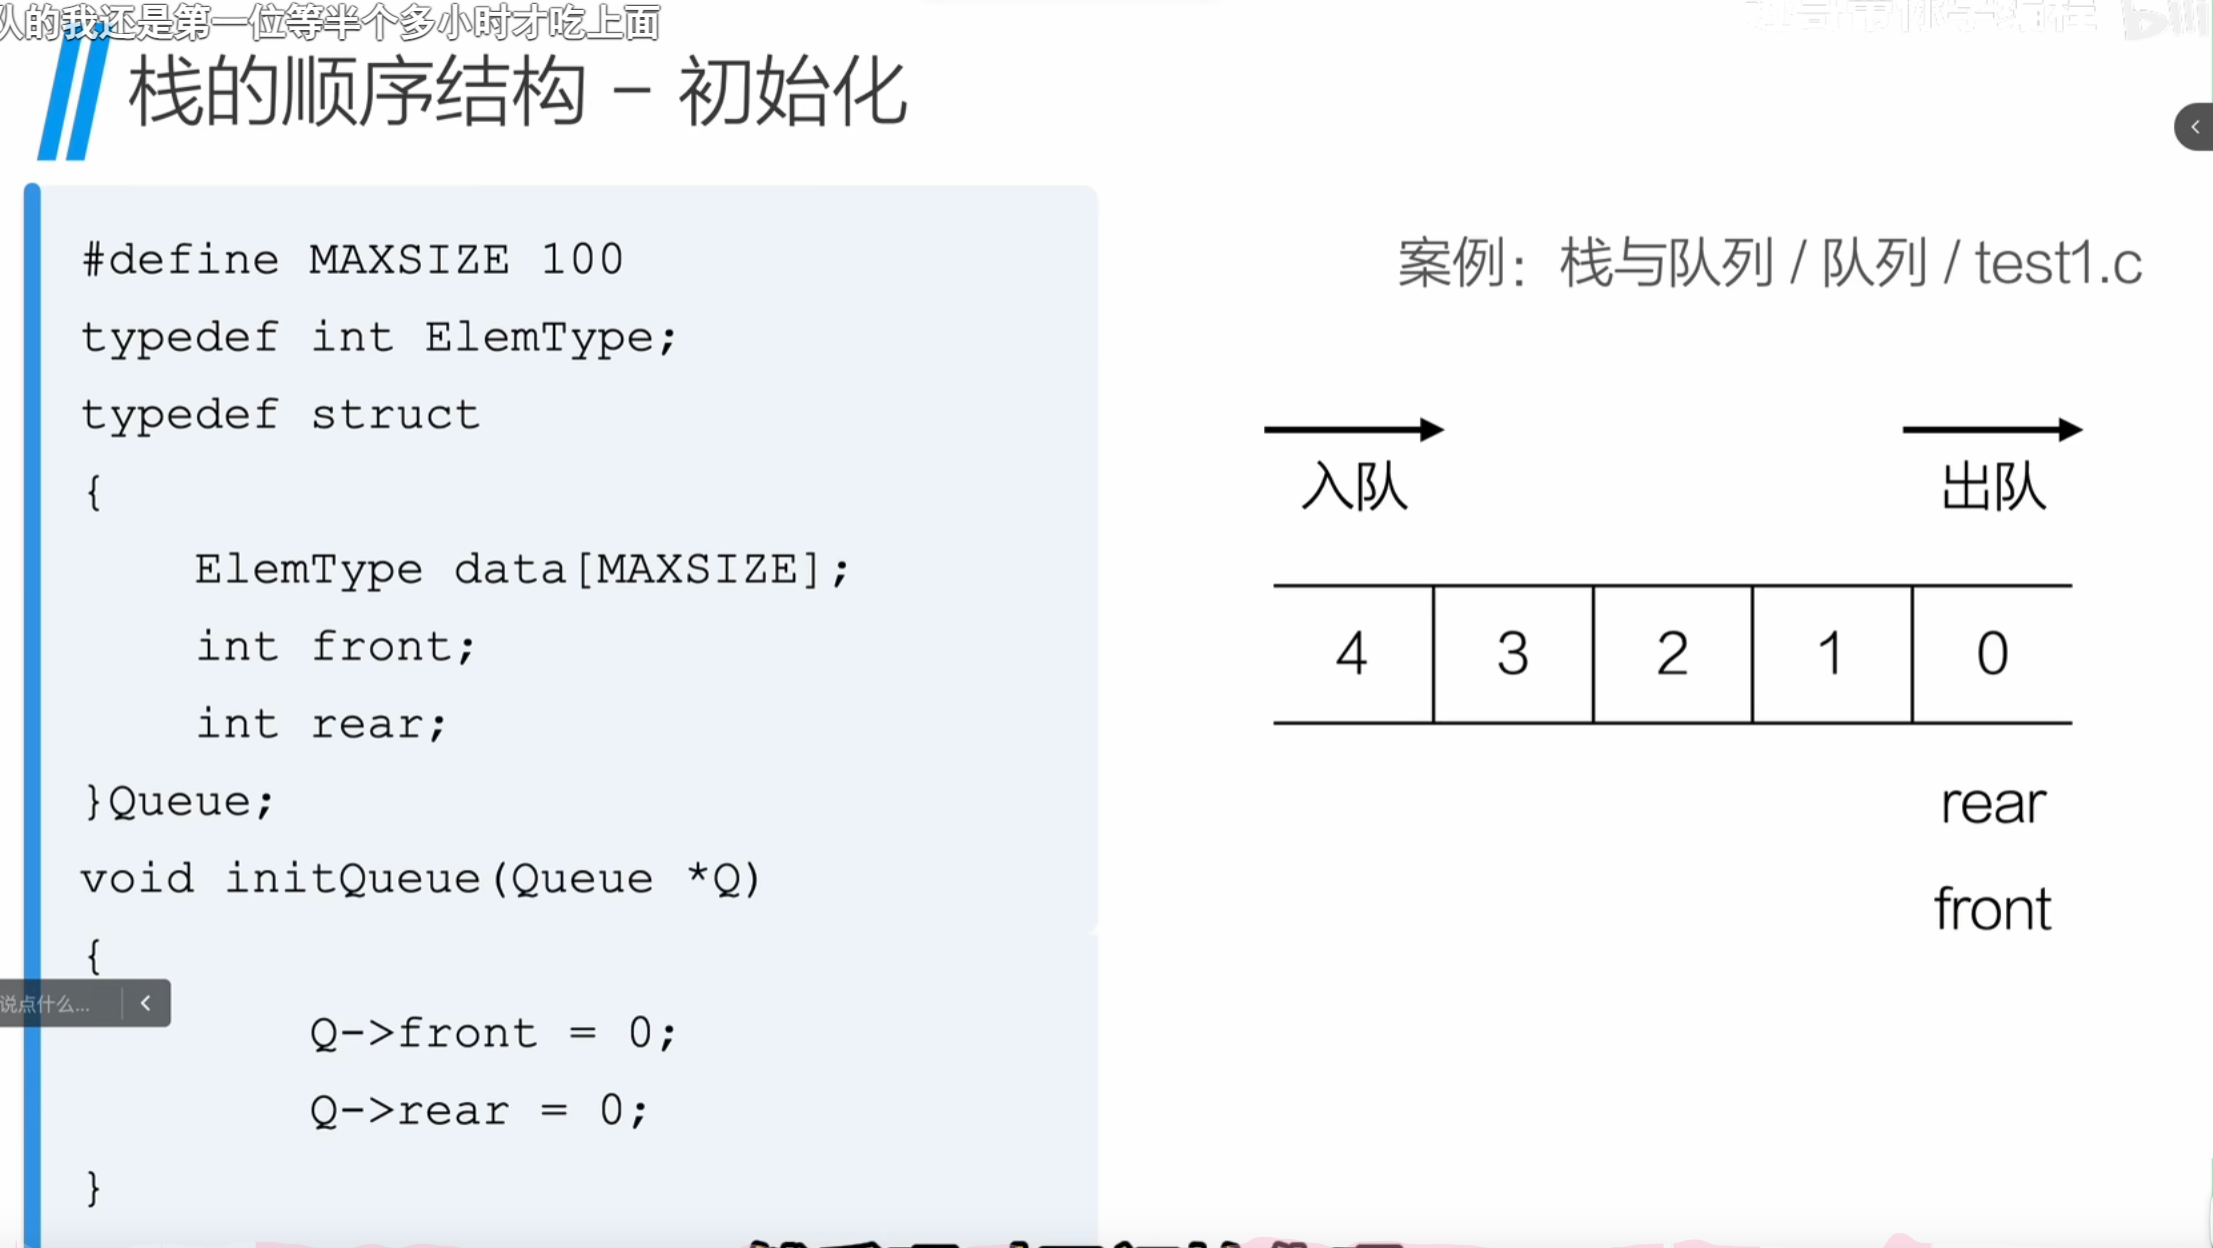 队的我还是第一位等半个多小时才吃上面
栈的顺序结构 - 初始化
#define MAXSIZE 100
typedef int ElemType;
typedef struct
{
ElemType data[MAXSIZE];
int front;
int rear;
}Queue;
void initQueue(Queue *Q)
{
Q->front = 0;
Q->rear = 0;
}
说点什么...
案例：栈与队列 / 队列 / test1.c
入队
出队
4 3 2 1 0
rear
front